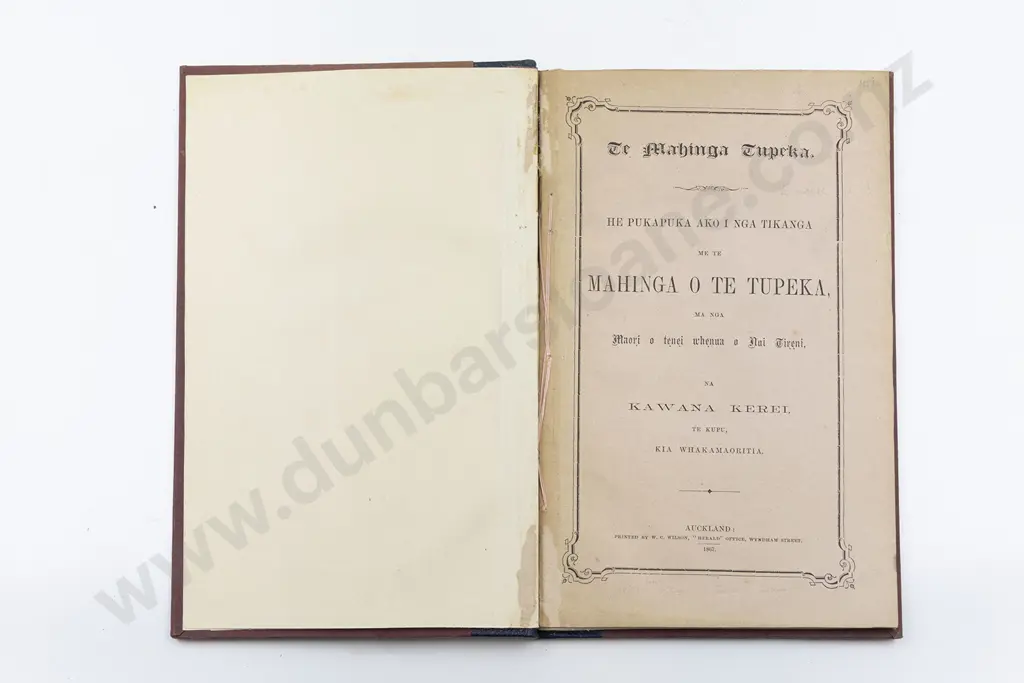 Te Mahinga Tupeka.
HE PUKAPUKA AKO I NGA TIKANGA
ME TE
MAHINGA O TE TUPEKA,
MA NGA
Maori o tenei whenua o Nui Tireni,
NA
KAWANA KEREI,
TE KUPU,
KIA WHAKAMAORITIA.
AUCKLAND:
PRINTED BY W. C. WILSON, "HERALD" OFFICE, WYNDHAM STREET.
1867.
www.dunbarsloane.co.nz